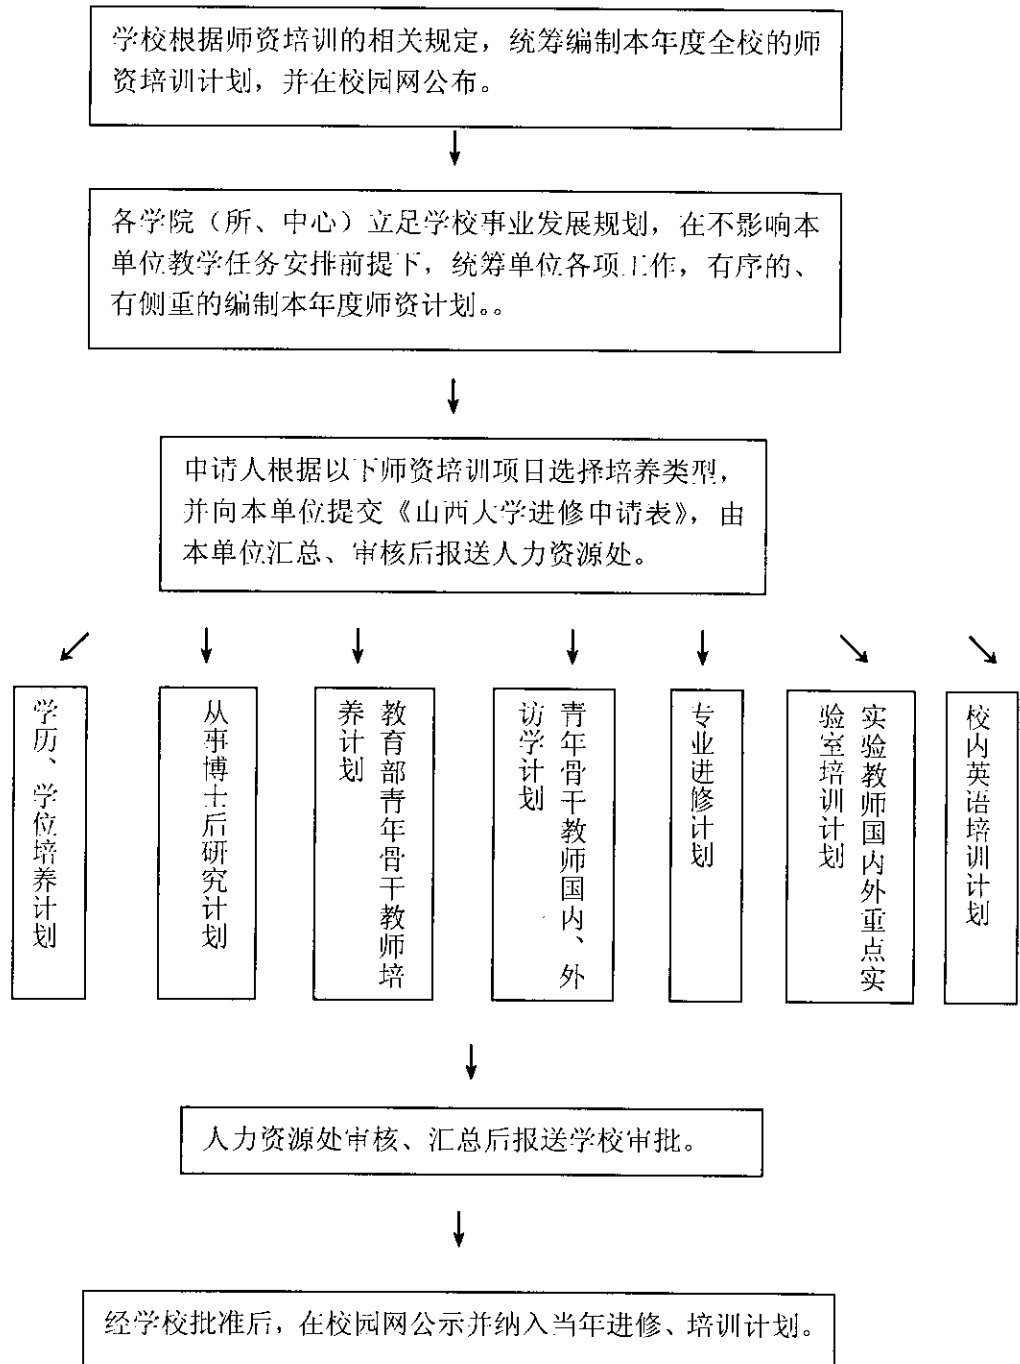 学校根据师资培训的相关规定，统筹编制本年度全校的师
资培训计划，并在校园网公布。
各学院（所、中心）立足学校事业发展规划，在不影响本
单位教学任务安排前提下，统筹单位各项工作，有序的、
有侧重的编制本年度师资计划。。
申请人根据以下师资培训项目选择培养类型，
并向本单位提交《山西大学进修申请表》，由
本单位汇总、审核后报送人力资源处。
学历、学位培养计划
从事博士后研究计划
教育部青年骨干教师培
养计划
青年骨干教师国内、外
访学计划
专业进修计划
实验教师国内外重点实
验室培训计划
校内英语培训计划
人力资源处审核、汇总后报送学校审批。
经学校批准后，在校园网公示并纳入当年进修、培训计划。